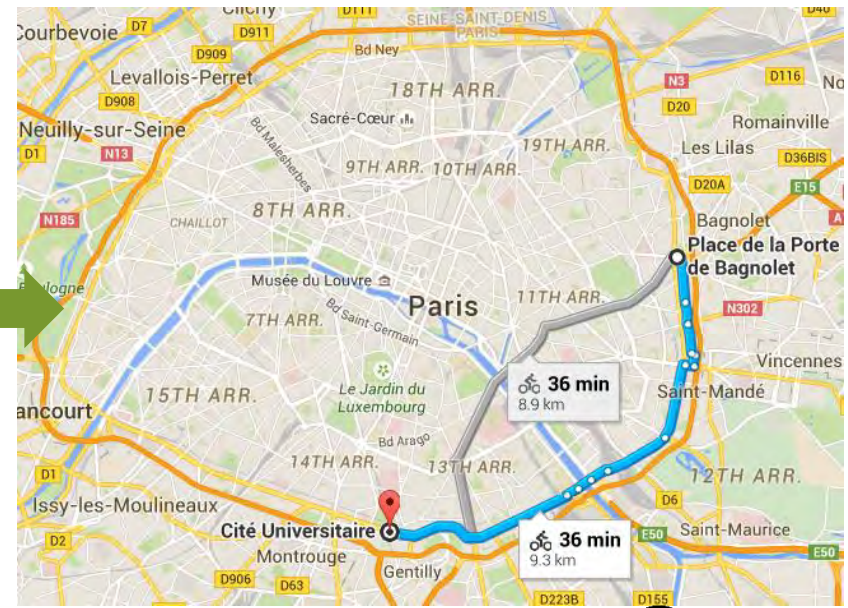 Courbevoie
D7
Clichy
D911
D111
SEINE-SAINT-DENIS
PARIS
D40
D909
Bd Ney
Levallois-Perret
N3
D116
No
D908
18TH ARR.
D20
Neuilly-sur-Seine
Sacré-Cœur
Romainville
D1
N13
Bd Malesherbes
19TH ARR.
Les Lilas
D36BIS
9TH ARR.
10TH ARR.
D20A
E15
N185
CHAILLOT
8TH ARR.
Bagnolet
A
Place de la Porte
de Bagnolet
Musée du Louvre
Paris
11TH ARR.
Bd Saint-Germain
7TH ARR.
N302
Vincennes
36 min
8.9 km
15TH ARR.
Le Jardin du
Luxembourg
Saint-Mandé
ancourt
Bd Arago
14TH ARR.
13TH ARR.
12TH ARR.
D1
D6
Issy-les-Moulineaux
Cité Universitaire
36 min
9.3 km
E50
Saint-Maurice
D2
Montrouge
E50
Gentilly
D906
D63
D223B
D155